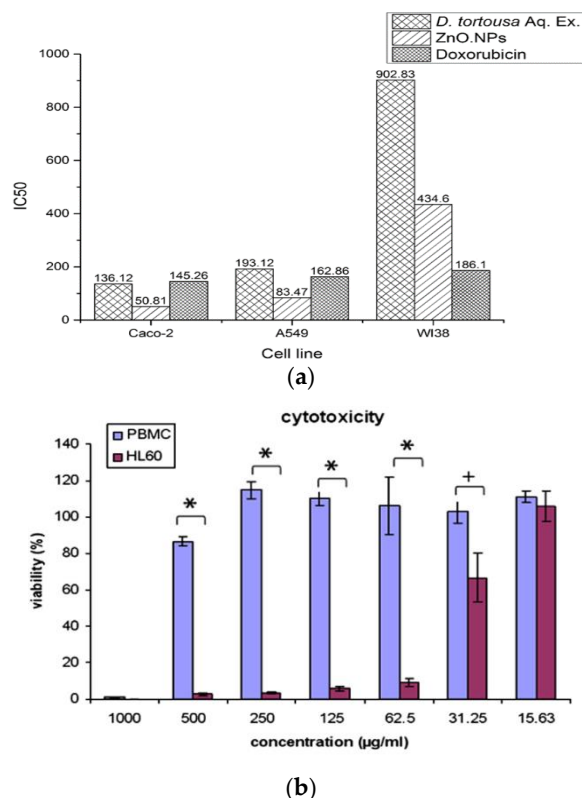 D. tortousa Aq. Ex.
ZnO.NPs
Doxorubicin
1000
800
600
400
200
0
IC50
136.12
50.81
145.26
193.12
83.47
162.86
902.83
434.6
186.1
Caco-2 A549 WI38
Cell line
(a)
cytotoxicity
PBMC
HL60
140
120
100
80
60
40
20
0
viability (%)
* * * * +
1000 500 250 125 62.5 31.25 15.63
concentration (µg/ml)
(b)